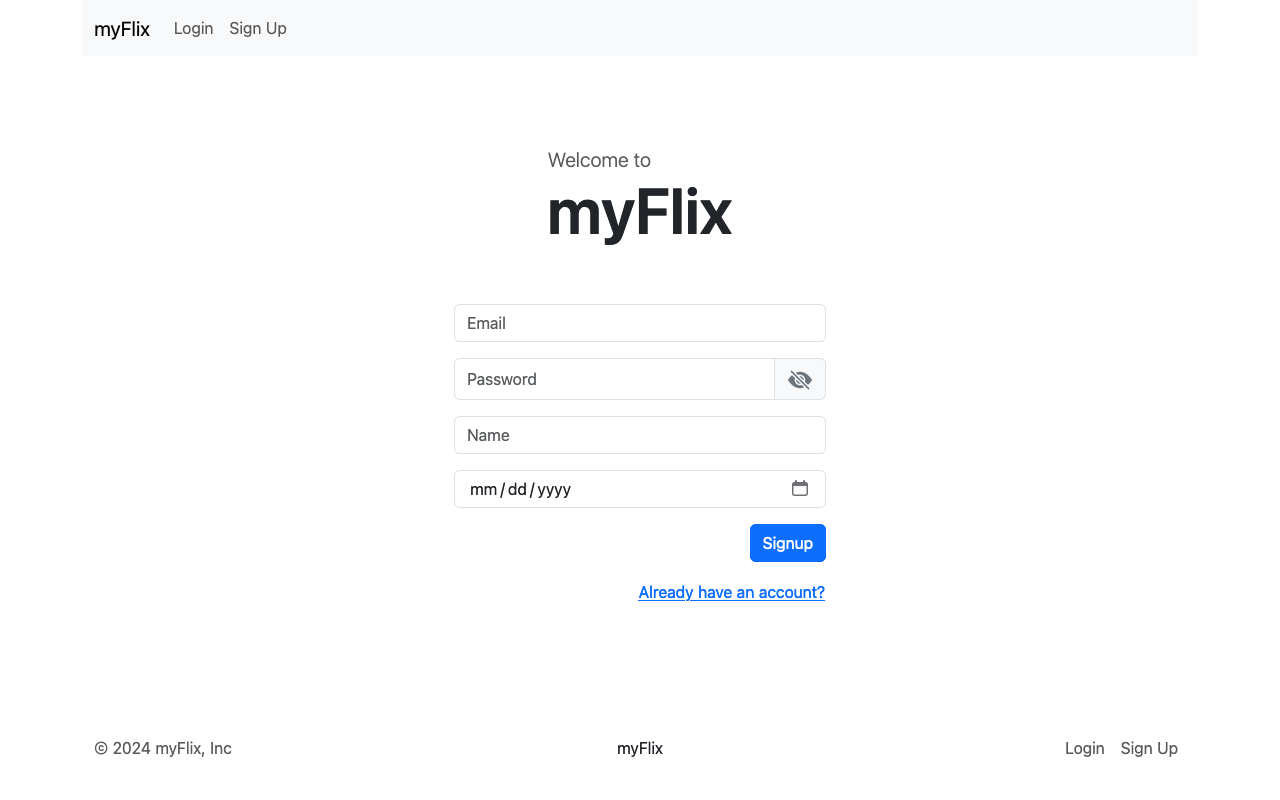 myFlix Login Sign Up
Welcome to
myFlix
Email
Password
Name
mm/dd/yyyy
Signup
Already have an account?
© 2024 myFlix, Inc myFlix Login Sign Up